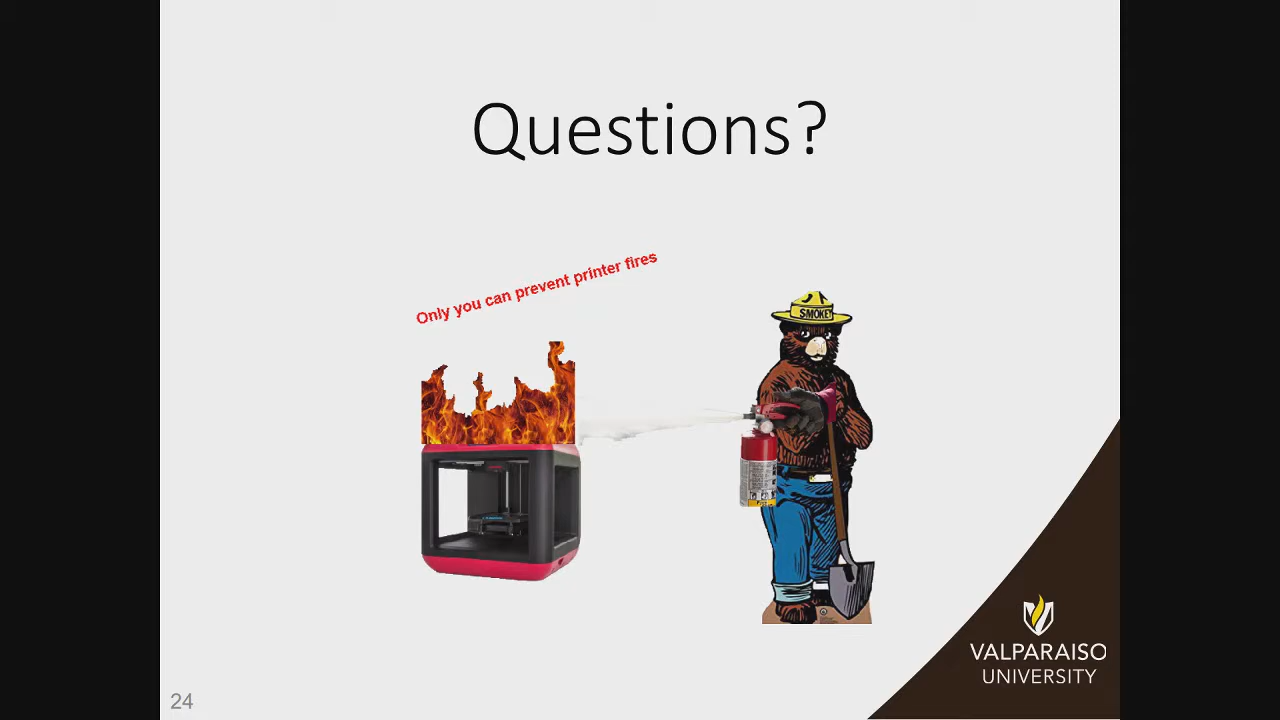 Questions?
Only you can prevent printer fires
SMOKEY
VALPARAISO
UNIVERSITY
24